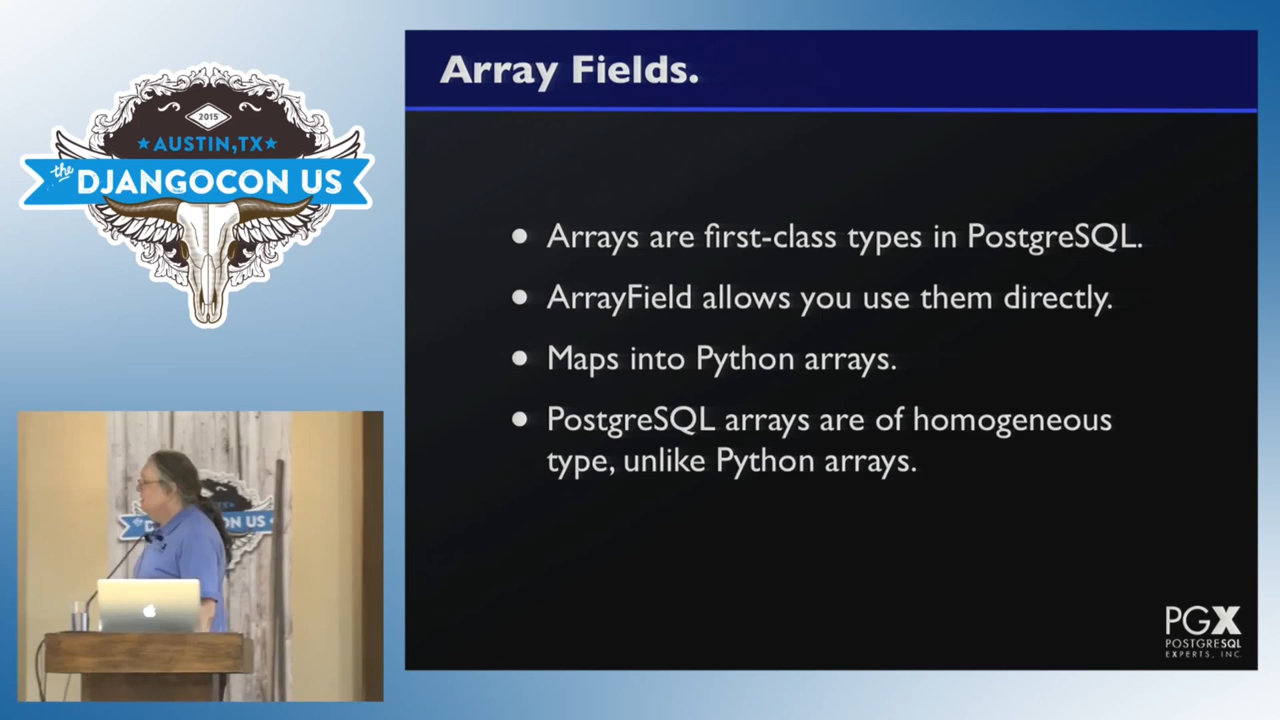 2015
AUSTIN,TX
the
DJANGOCON US
Array Fields.
• Arrays are first-class types in PostgreSQL.
• ArrayField allows you use them directly.
• Maps into Python arrays.
• PostgreSQL arrays are of homogeneous
type, unlike Python arrays.
ON US
PGX
POSTGRESQL
EXPERTS, INC.